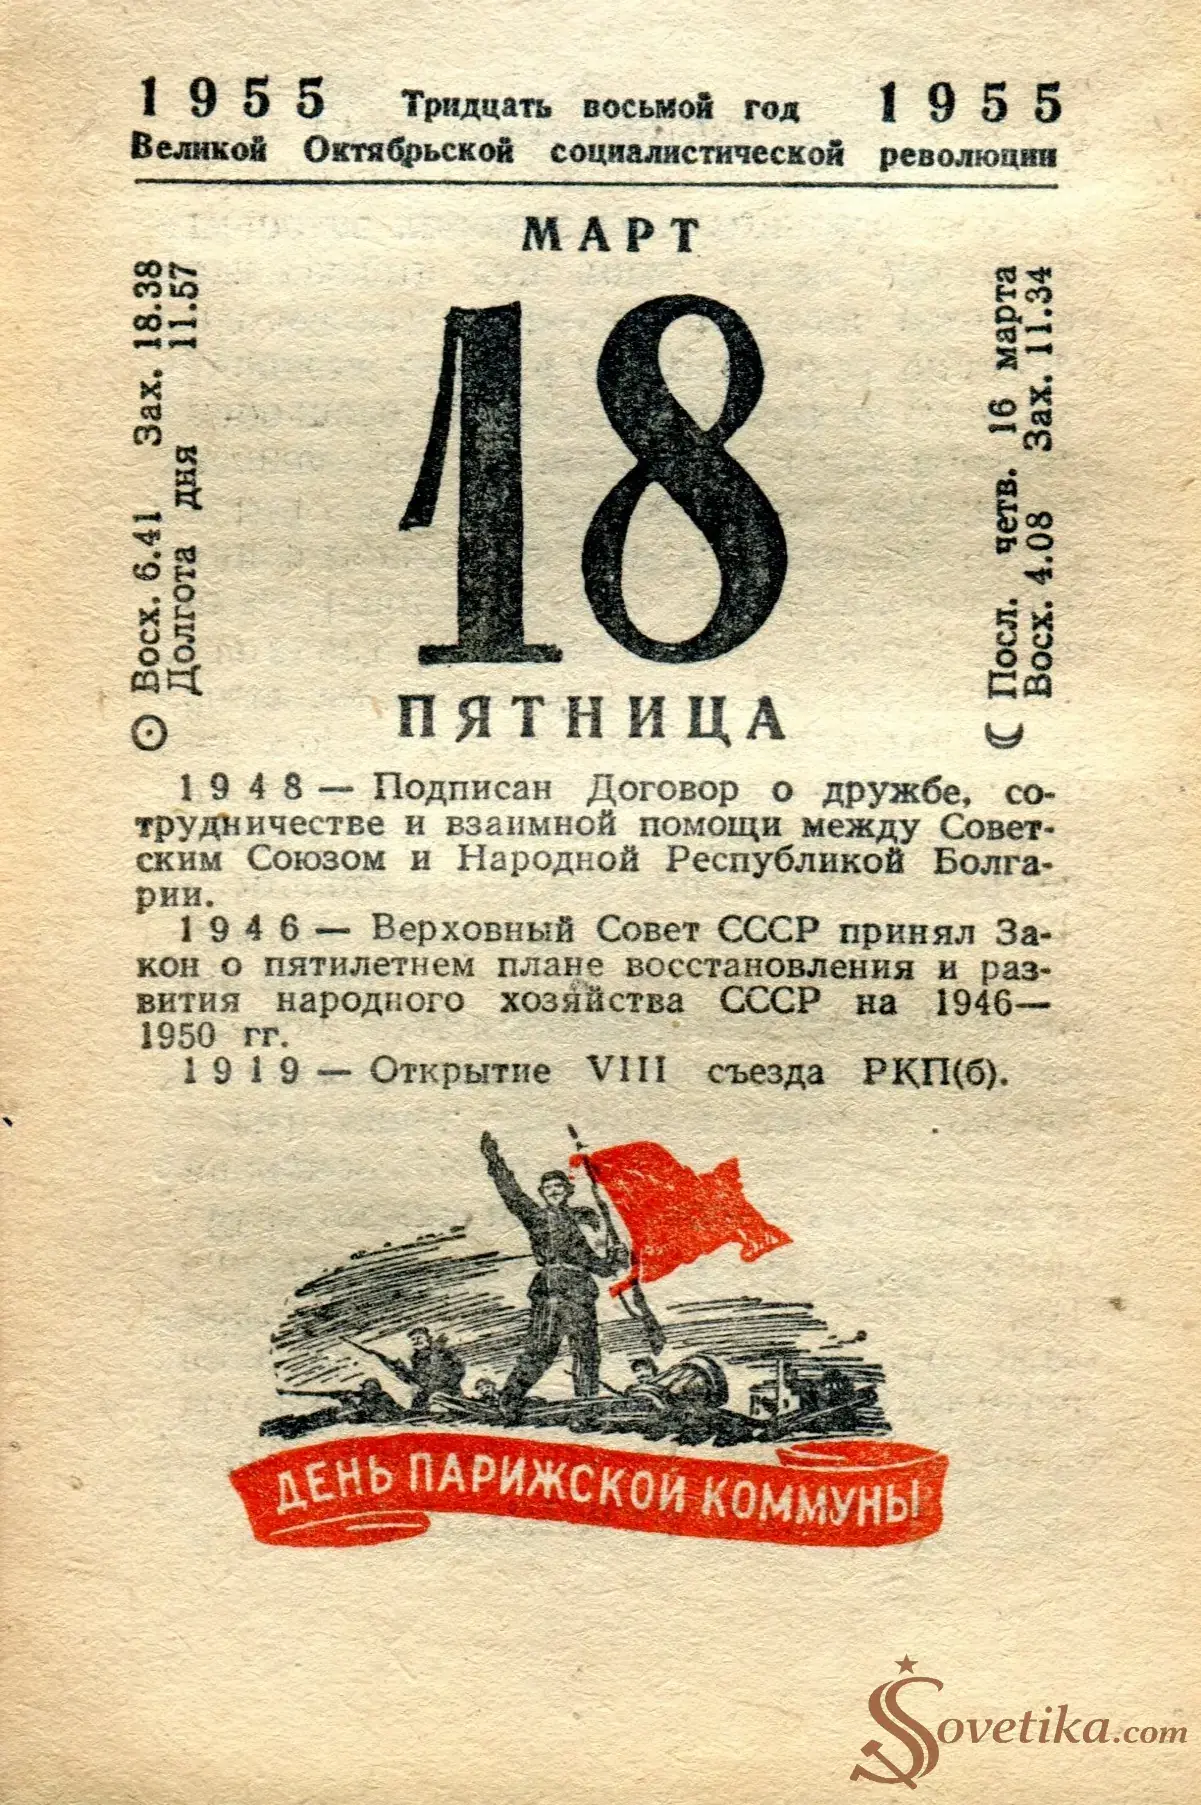 1955 Тридцать восьмой год 1955
Великой Октябрьской социалистической революции
МАРТ
Восх. 6.41 Зах. 18.38
Долгота дня 11.57
18
Посл. четв. 16 марта
Восх. 4.08 Зах. 11.34
ПЯТНИЦА
1948 — Подписан Договор о дружбе, со-
трудничестве и взаимной помощи между Совет-
ским Союзом и Народной Республикой Болга-
рии.
1946 — Верховный Совет СССР принял За-
кон о пятилетнем плане восстановления и раз-
вития народного хозяйства СССР на 1946—
1950 гг.
1919 — Открытие VIII съезда РКП(б).
ДЕНЬ ПАРИЖСКОЙ КОММУНЫ
Sovetika.com